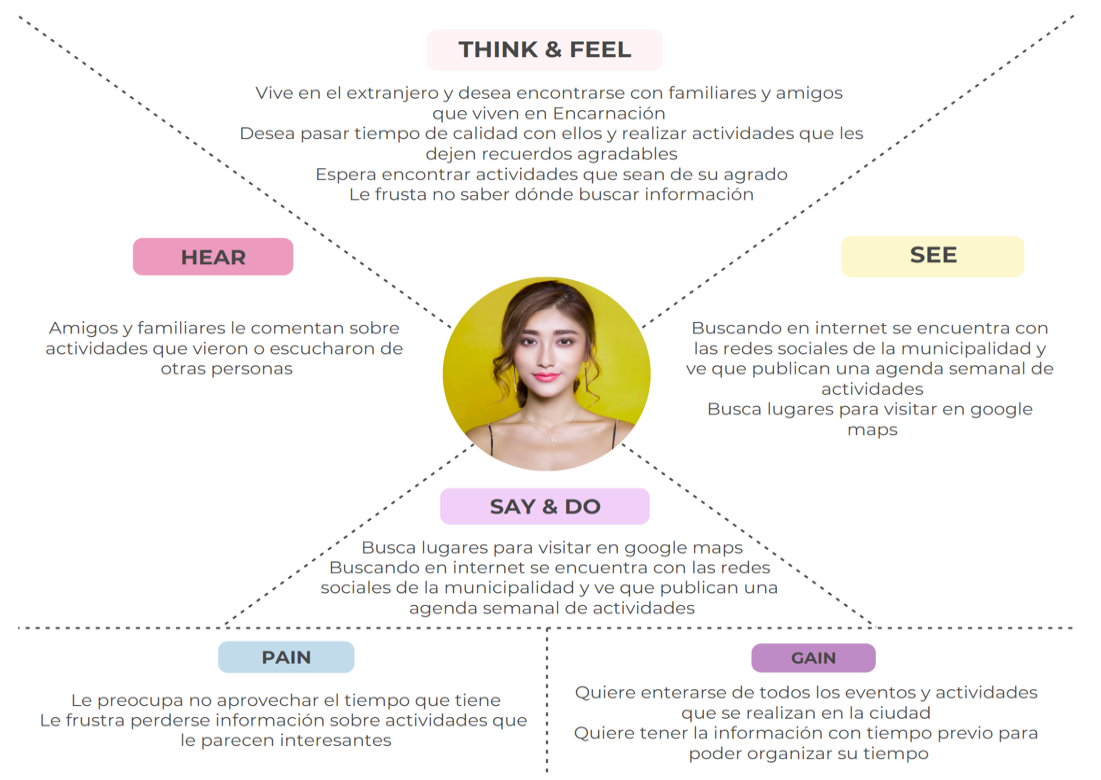 THINK & FEEL
Vive en el extranjero y desea encontrarse con familiares y amigos
que viven en Encarnación
Desea pasar tiempo de calidad con ellos y realizar actividades que les
dejen recuerdos agradables
Espera encontrar actividades que sean de su agrado
Le frusta no saber dónde buscar información
HEAR
Amigos y familiares le comentan sobre
actividades que vieron o escucharon de
otras personas
SEE
Buscando en internet se encuentra con
las redes sociales de la municipalidad y
ve que publican una agenda semanal de
actividades
Busca lugares para visitar en google
maps
SAY & DO
Busca lugares para visitar en google maps
Buscando en internet se encuentra con las redes
sociales de la municipalidad y ve que publican una
agenda semanal de actividades
PAIN
Le preocupa no aprovechar el tiempo que tiene
Le frustra perderse información sobre actividades que
le parecen interesantes
GAIN
Quiere enterarse de todos los eventos y actividades
que se realizan en la ciudad
Quiere tener la información con tiempo previo para
poder organizar su tiempo